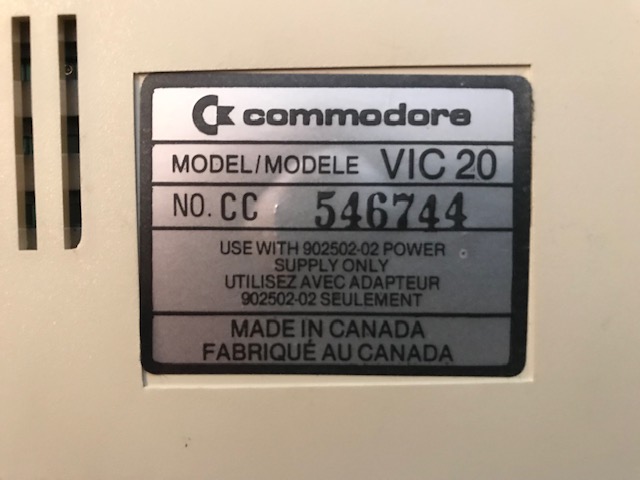 commodore
MODEL/MODELE VIC 20
NO. CC 546744
USE WITH 902502-02 POWER
SUPPLY ONLY
UTILISEZ AVEC ADAPTEUR
902502-02 SEULEMENT
MADE IN CANADA
FABRIQUÉ AU CANADA